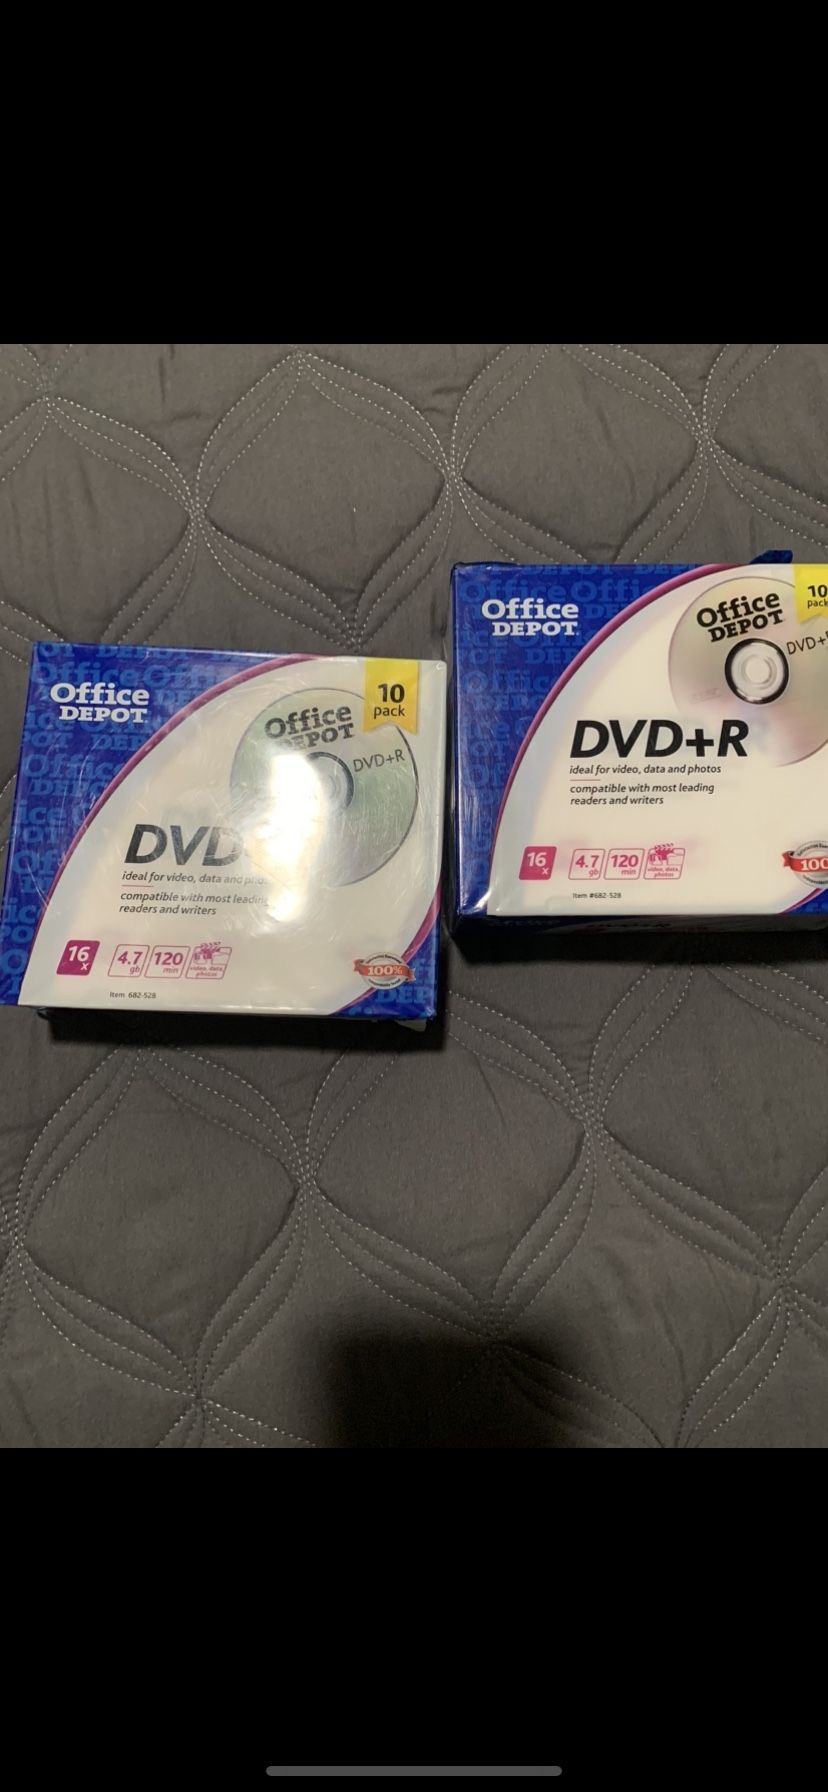 Office
DEPOT
10
pack
Office
DEPOT
DVD+R
DVD
ideal for video, data and
compatible with most leading
readers and writers
16
x
4.7
gb
120
min
video, data,
photos
100%
Item 682-528
Office
DEPOT
10
pack
Office
DEPOT
DVD+R
ideal for video, data and photos
compatible with most leading
readers and writers
16
x
4.7
gb
120
min
video, data,
photos
100
Item #682-528